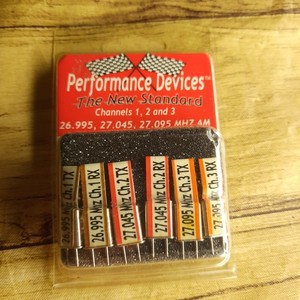 Performance Devices™
The New Standard
Channels 1, 2 and 3
26.995, 27.045, 27.095 MHZ AM
26.995 Mhz Ch.1 TX
26.995 Mhz Ch.1 RX
27.045 Mhz Ch.2 TX
27.045 Mhz Ch.2 RX
27.095 Mhz Ch.3 TX
27.095 Mhz Ch.3 RX